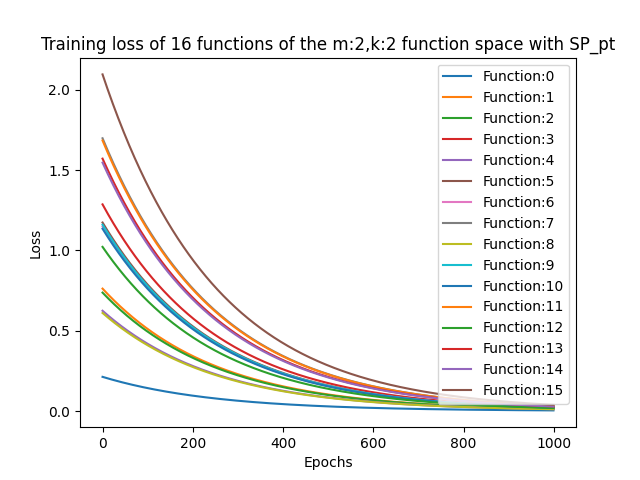 Training loss of 16 functions of the m:2,k:2 function space with SP_pt
Loss
2.0
1.5
1.0
0.5
0.0
Function:0
Function:1
Function:2
Function:3
Function:4
Function:5
Function:6
Function:7
Function:8
Function:9
Function:10
Function:11
Function:12
Function:13
Function:14
Function:15
0
200
400
600
800
1000
Epochs